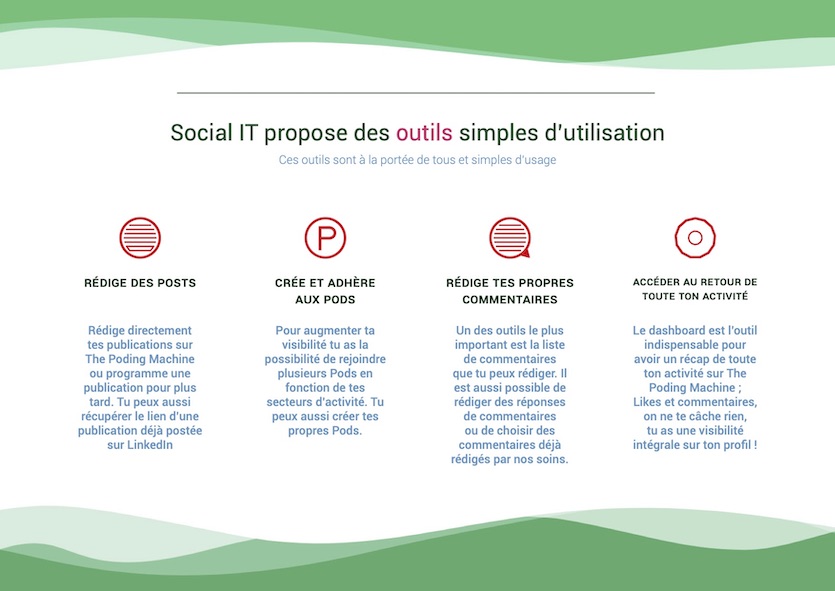 Social IT propose des outils simples d'utilisation
Ces outils sont à la portée de tous et simples d'usage
P
RÉDIGE DES POSTS
Rédige directement
tes publications sur
The Poding Machine
ou programme une
publication pour plus
tard. Tu peux aussi
récupérer le lien d'une
publication déjà postée
sur LinkedIn
CRÉE ET ADHÈRE
AUX PODS
Pour augmenter ta
visibilité tu as la
possibilité de rejoindre
plusieurs Pods en
fonction de tes
secteurs d'activité. Tu
peux aussi créer tes
propres Pods.
RÉDIGE TES PROPRES
COMMENTAIRES
Un des outils le plus
important est la liste
de commentaires
que tu peux rédiger. Il
est aussi possible de
rédiger des réponses
de commentaires
ou de choisir des
commentaires déjà
rédigés par nos soins.
ACCÉDER AU RETOUR DE
TOUTE TON ACTIVITÉ
Le dashboard est l'outil
indispensable pour
avoir un récap de toute
ton activité sur The
Poding Machine ;
Likes et commentaires,
on ne te câche rien,
tu as une visibilité
intégrale sur ton profil !